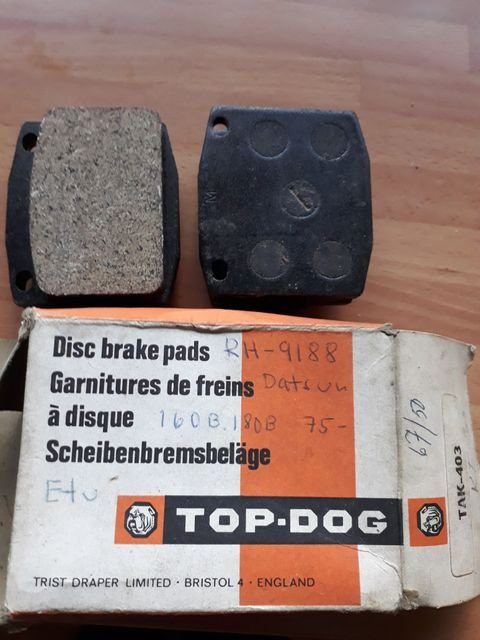 M
Disc brake pads RH-9188
Garnitures de freins Datsun
à disque 160B.180B 75-
Scheibenbremsbeläge
Etu
TOP·DOG
TRIST DRAPER LIMITED · BRISTOL 4 · ENGLAND
67/50
TAK-403